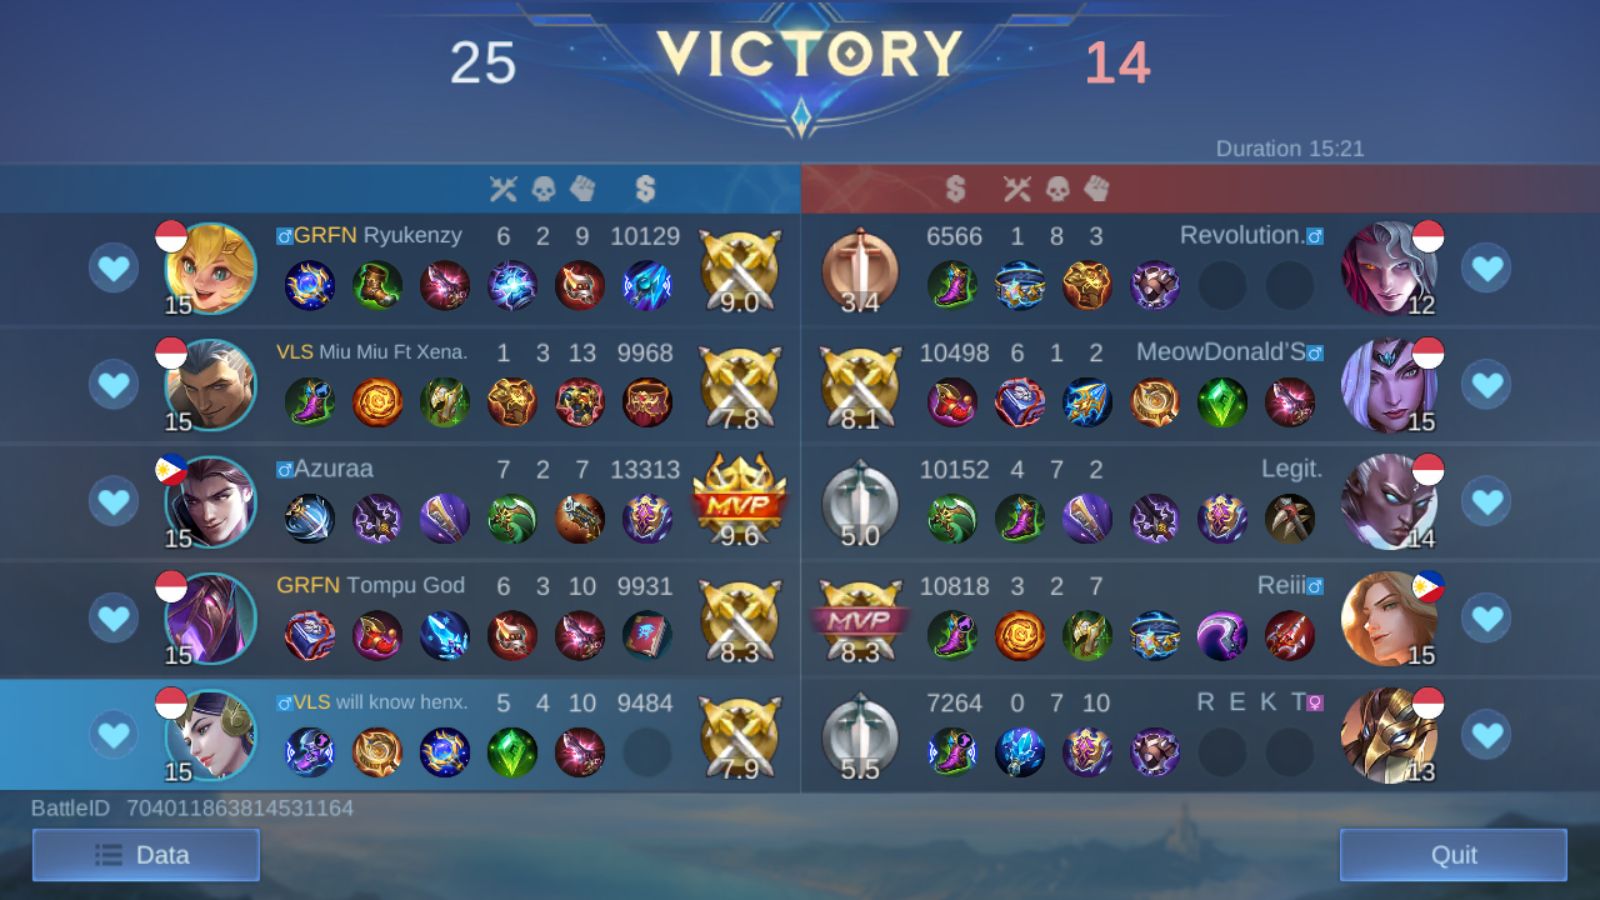 25 VICTORY 14
Duration 15:21
GRFN Ryukenzy 6 2 9 10129 9.0 15
3.4 6566 1 8 3 Revolution. 12
VLS Miu Miu Ft Xena. 1 3 13 9968 7.8 15
8.1 10498 6 1 2 MeowDonald'S 15
Azuraa 7 2 7 13313 MVP 9.6 15
5.0 10152 4 7 2 Legit. 14
GRFN Tompu God 6 3 10 9931 8.3 15
MVP 8.3 10818 3 2 7 Reiii 15
VLS will know henx. 5 4 10 9484 7.9 15
5.5 7264 0 7 10 R E K T 13
BattleID 704011863814531164
Data
Quit